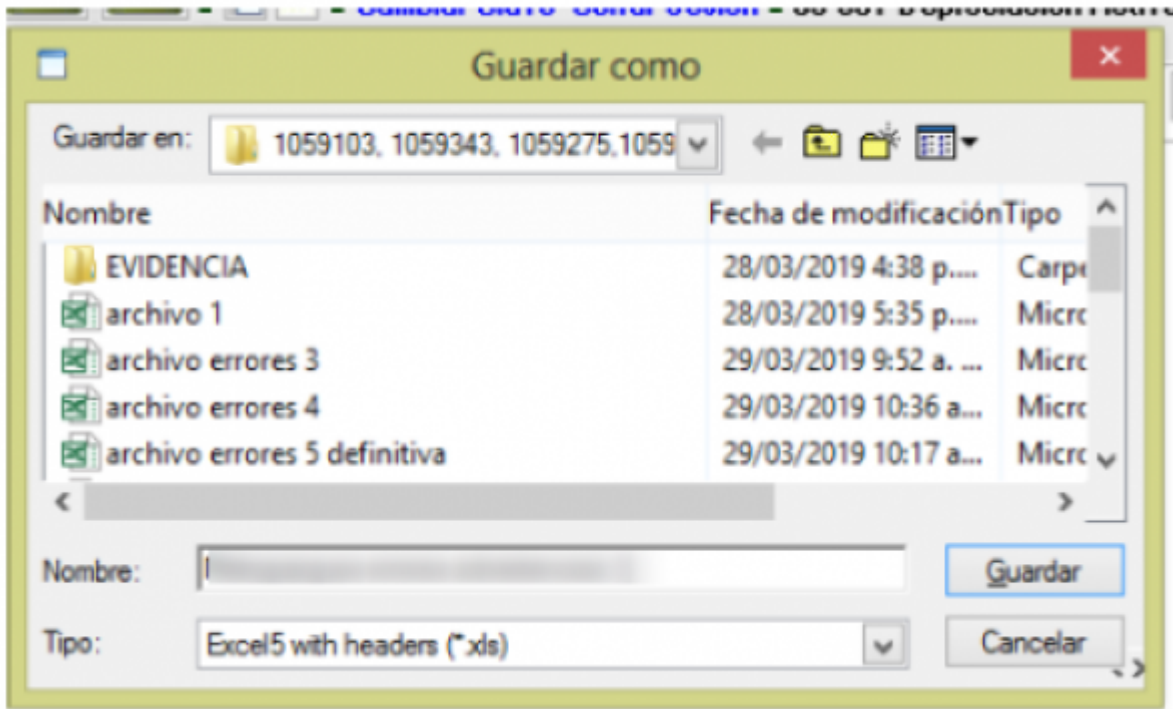 Guardar como
Guardar en: 1059103, 1059343, 1059275,1059
Nombre Fecha de modificación Tipo
EVIDENCIA 28/03/2019 4:38 p.... Carpe
archivo 1 28/03/2019 5:35 p.... Micro
archivo errores 3 29/03/2019 9:52 a. ... Micro
archivo errores 4 29/03/2019 10:36 a... Micro
archivo errores 5 definitiva 29/03/2019 10:17 a... Micro
Nombre: Guardar
Tipo: Excel5 with headers (*.xls) Cancelar